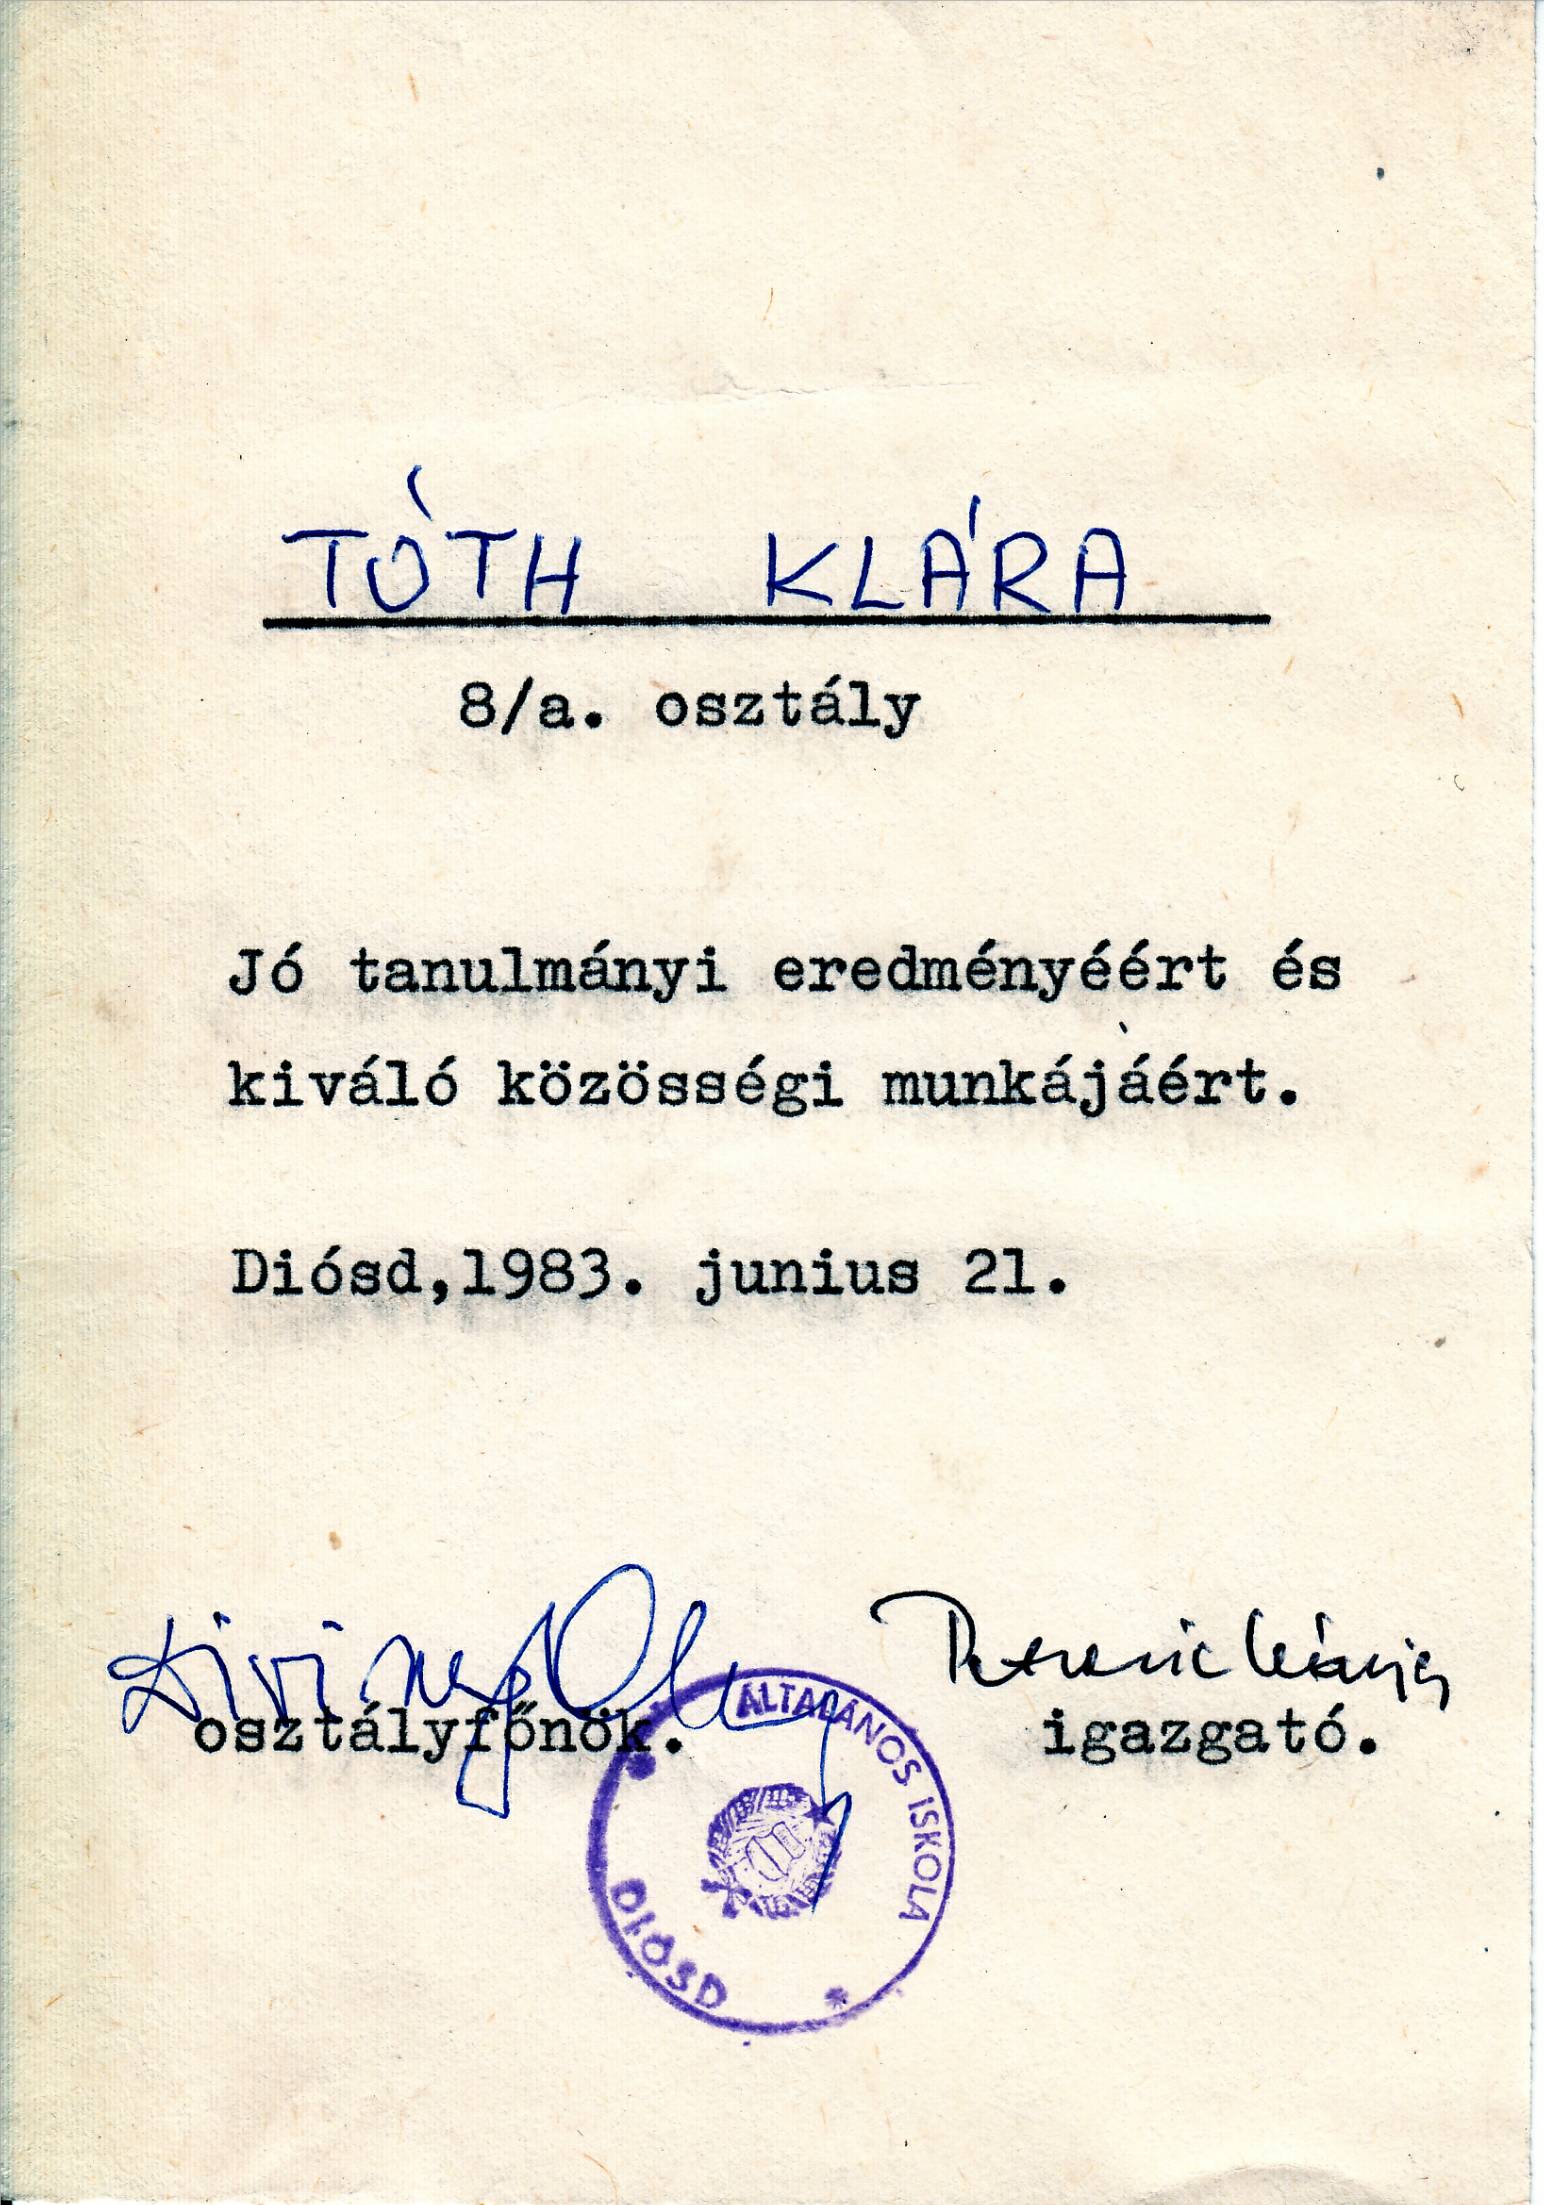 TÓTH KLÁRA
8/a. osztály
Jó tanulmányi eredményéért és
kiváló közösségi munkájáért.
Diósd,1983. junius 21.
osztályfőnök.
igazgató.
ÁLTALÁNOS ISKOLA
DIÓSD